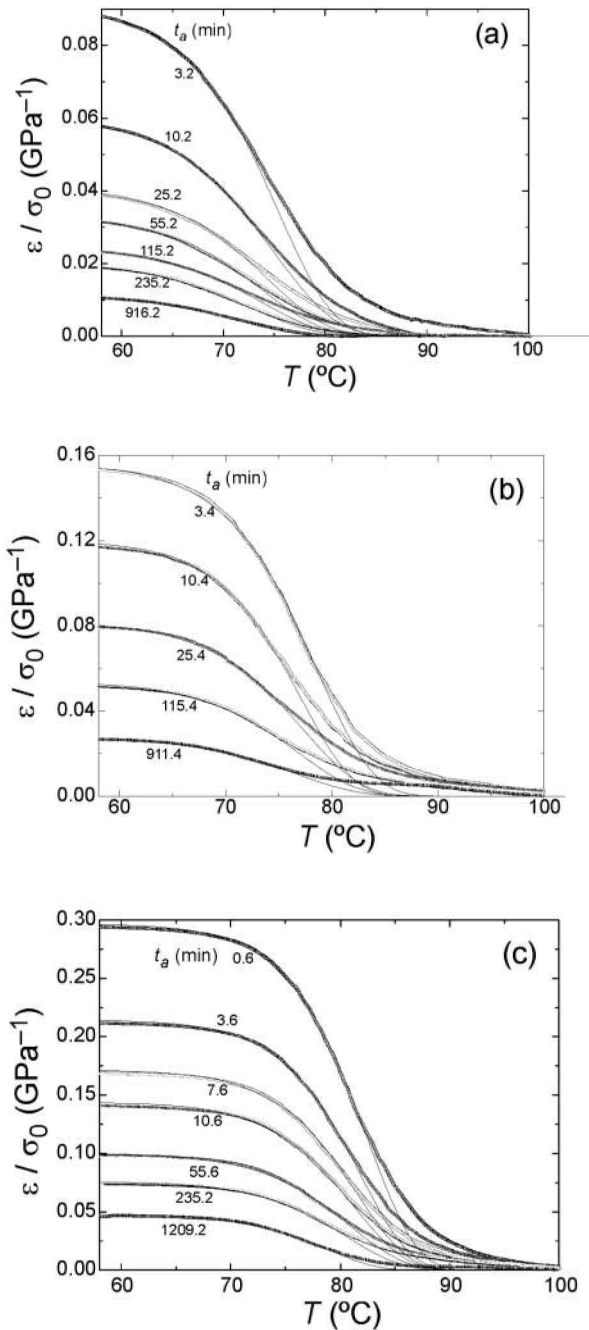 (a)
t_a (min)
3.2
10.2
25.2
55.2
115.2
235.2
916.2
ε / σ₀ (GPa⁻¹)
0.08
0.06
0.04
0.02
0.00
60 70 80 90 100
T (ºC)
(b)
t_a (min)
3.4
10.4
25.4
115.4
911.4
ε / σ₀ (GPa⁻¹)
0.16
0.12
0.08
0.04
0.00
60 70 80 90 100
T (ºC)
(c)
t_a (min)
0.6
3.6
7.6
10.6
55.6
235.2
1209.2
ε / σ₀ (GPa⁻¹)
0.30
0.25
0.20
0.15
0.10
0.05
0.00
60 70 80 90 100
T (ºC)